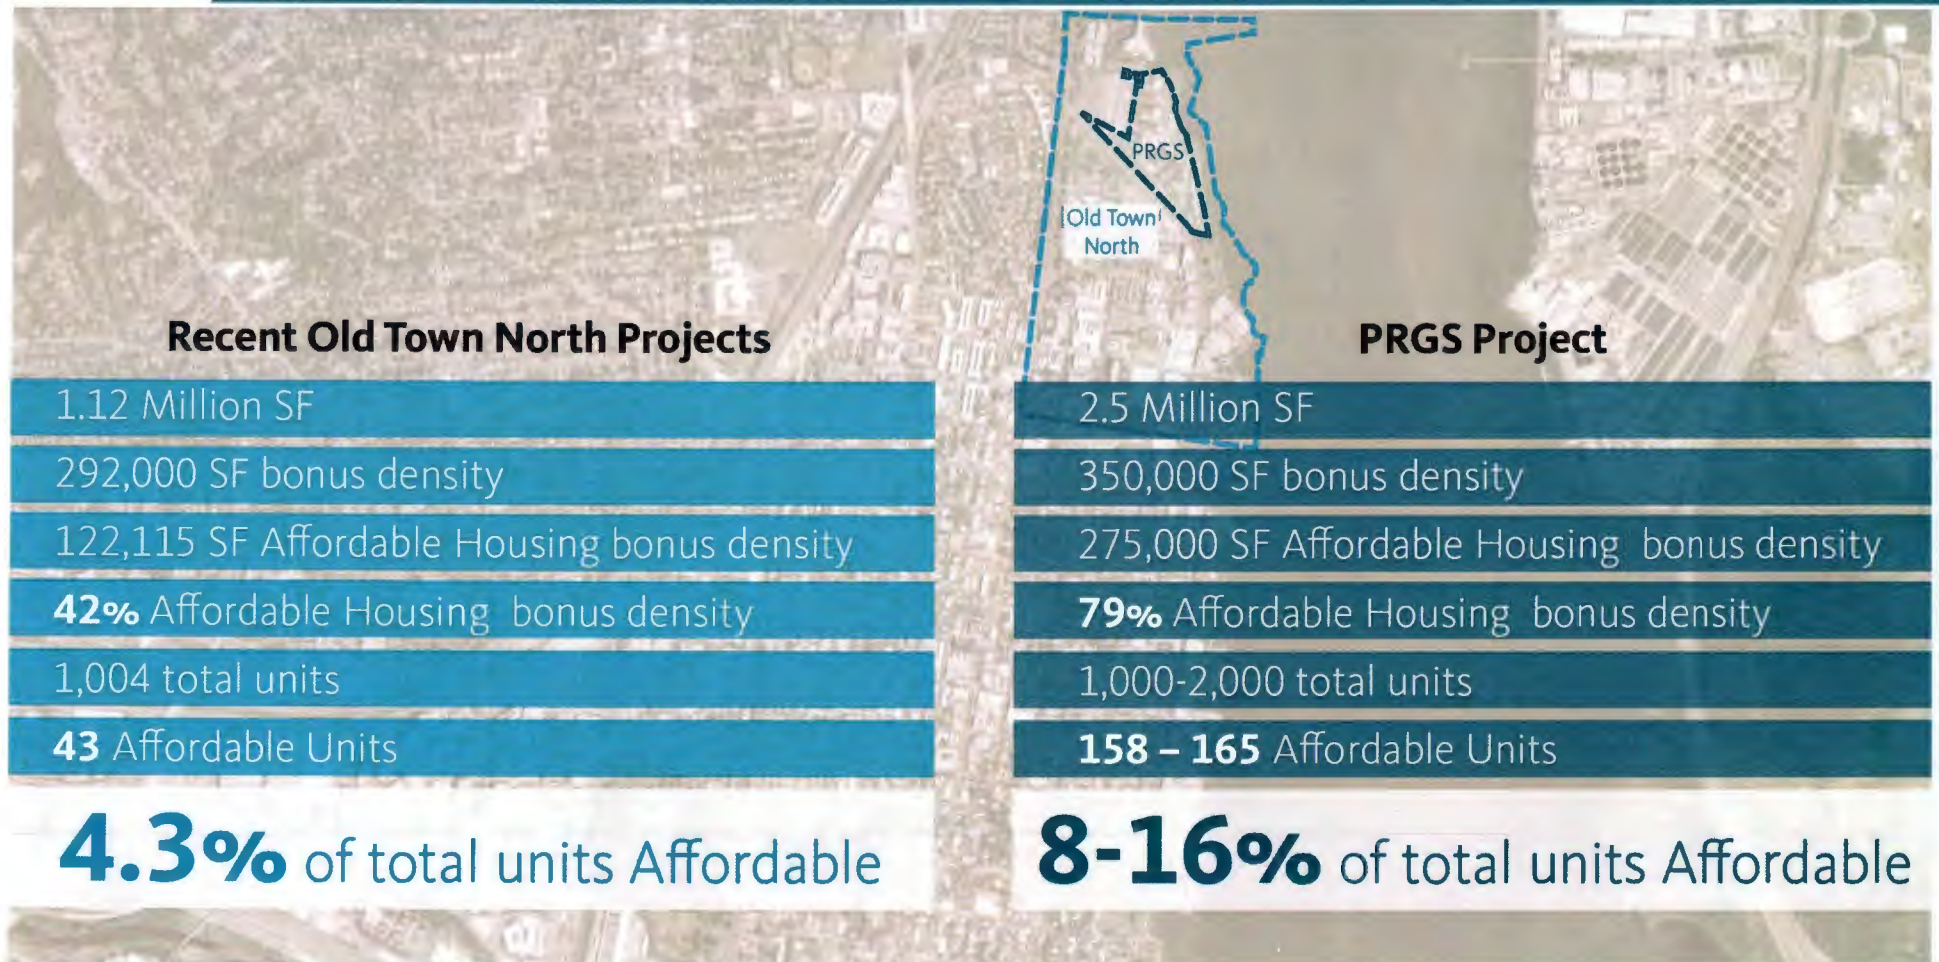 PRGS
Old Town
North
Recent Old Town North Projects
1.12 Million SF
292,000 SF bonus density
122,115 SF Affordable Housing bonus density
42% Affordable Housing bonus density
1,004 total units
43 Affordable Units
4.3% of total units Affordable
PRGS Project
2.5 Million SF
350,000 SF bonus density
275,000 SF Affordable Housing bonus density
79% Affordable Housing bonus density
1,000-2,000 total units
158 – 165 Affordable Units
8-16% of total units Affordable